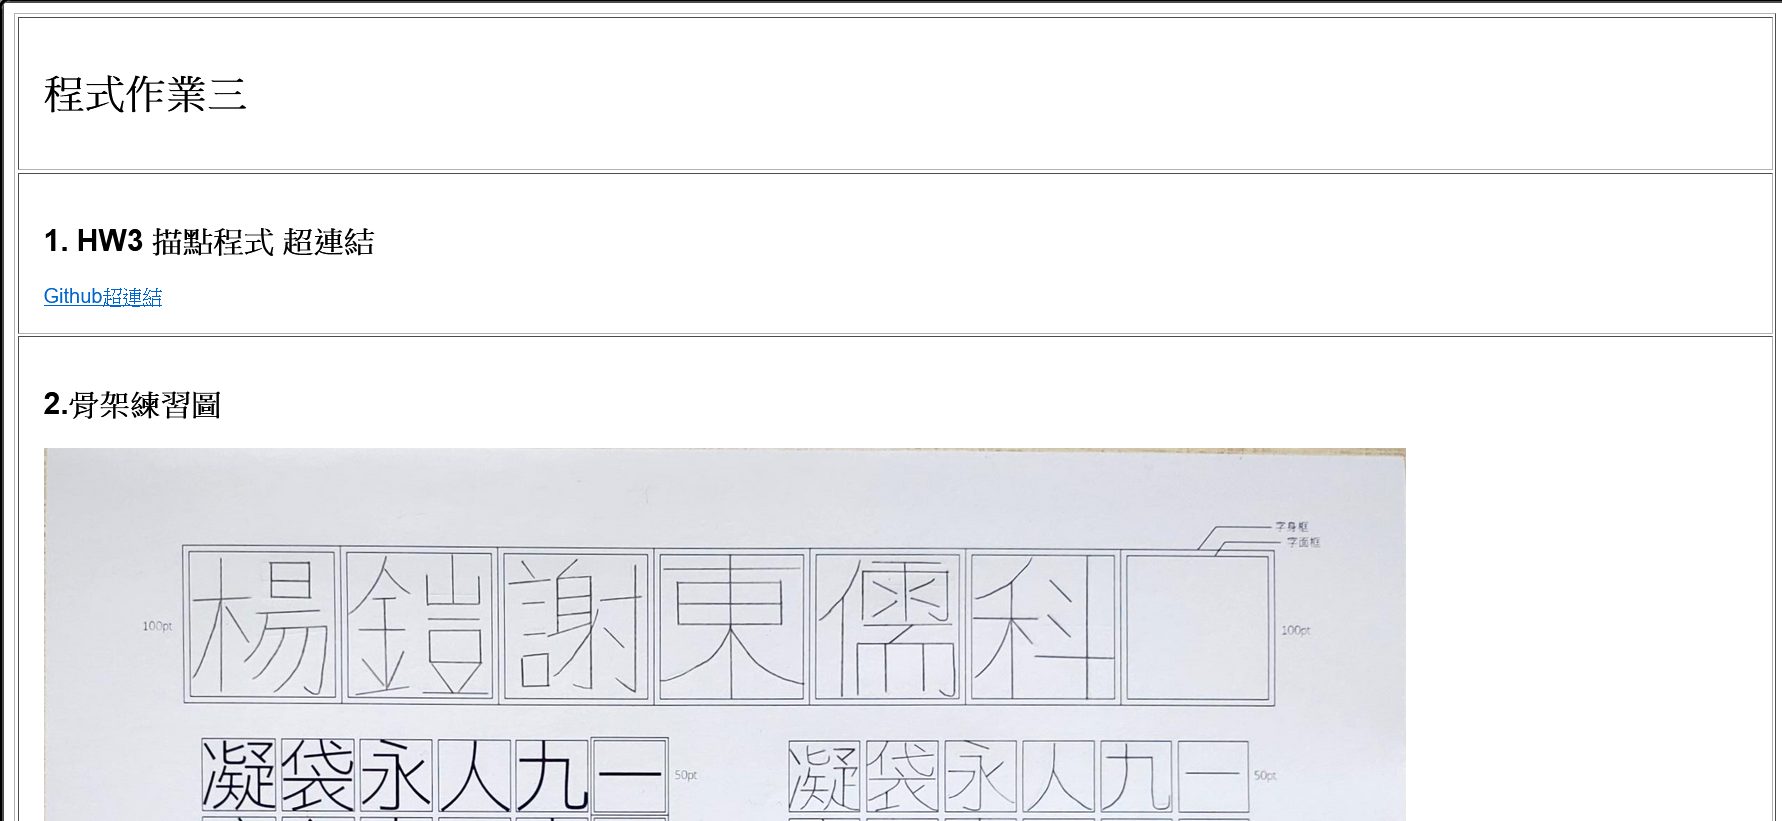 程式作業三
1. HW3 描點程式 超連結
Github超連結
2.骨架練習圖
字身框
字面框
100pt 楊鎧謝東儒科 100pt
凝袋永人九一 50pt 凝袋永人九一 50pt